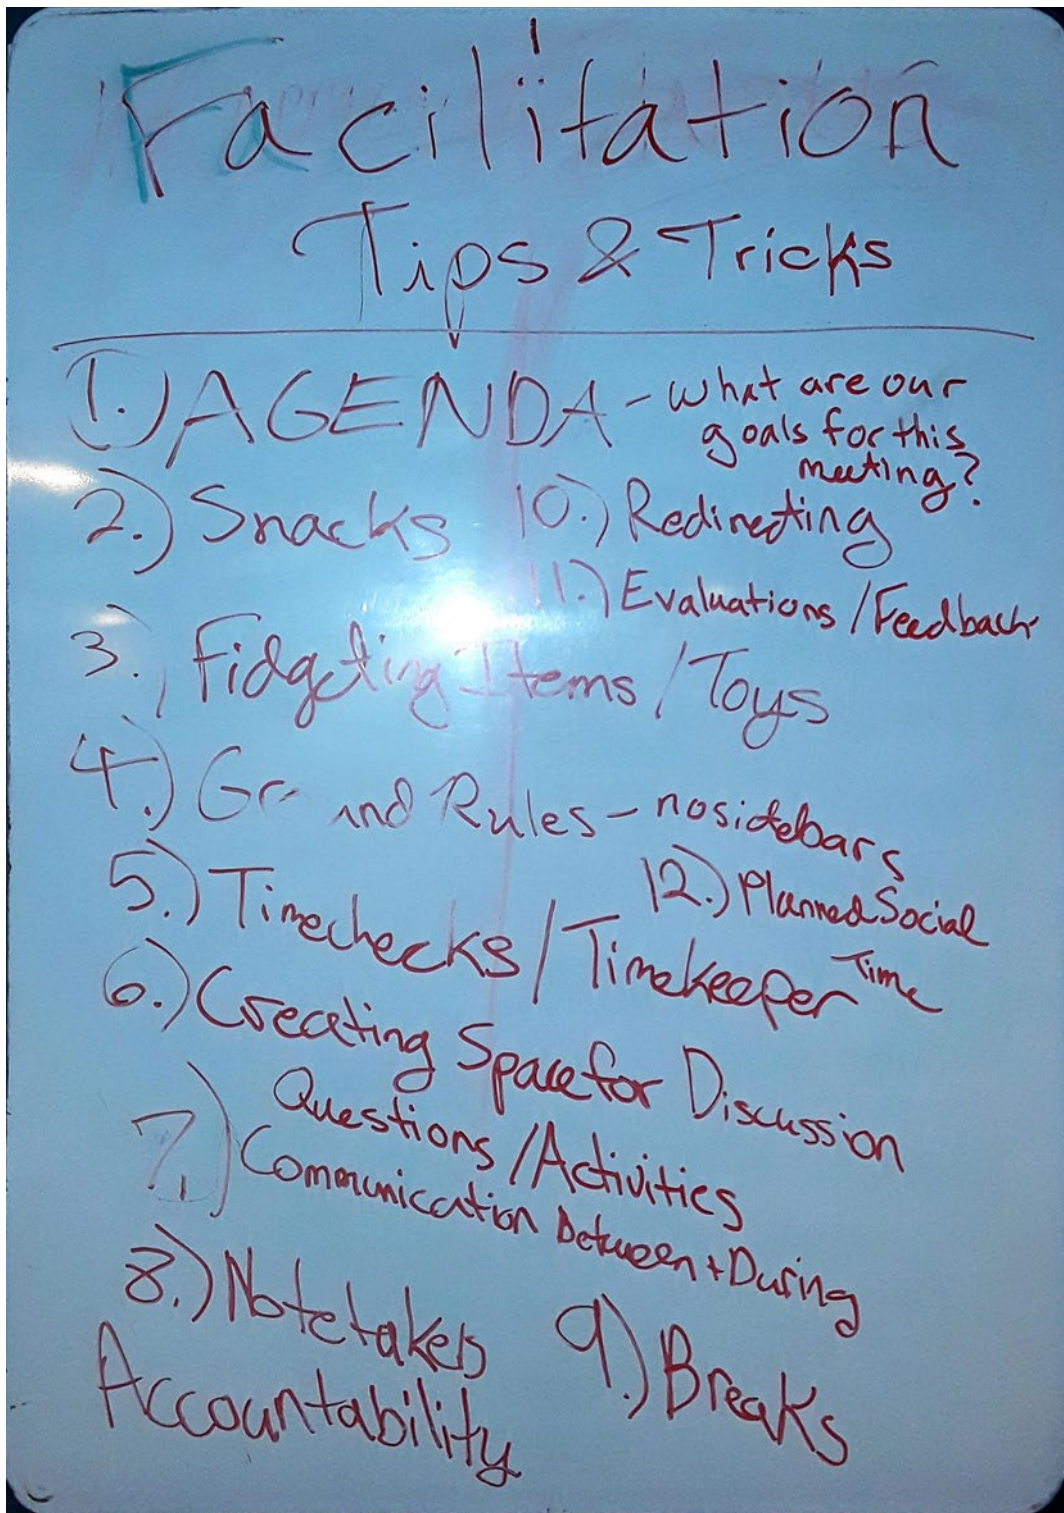 Facilitation
Tips & Tricks
1.) AGENDA - what are our
goals for this
meeting?
2.) Snacks
10.) Redirecting
11.) Evaluations / Feedback
3.) Fidgeting Items / Toys
4.) Gr und Rules - no sidebars
5.) Timechecks / Timekeeper
12.) Planned Social
Time
6.) Creating Space for Discussion
Questions / Activities
7.) Communication Between + During
8.) Notetakers
Accountability
9.) Breaks